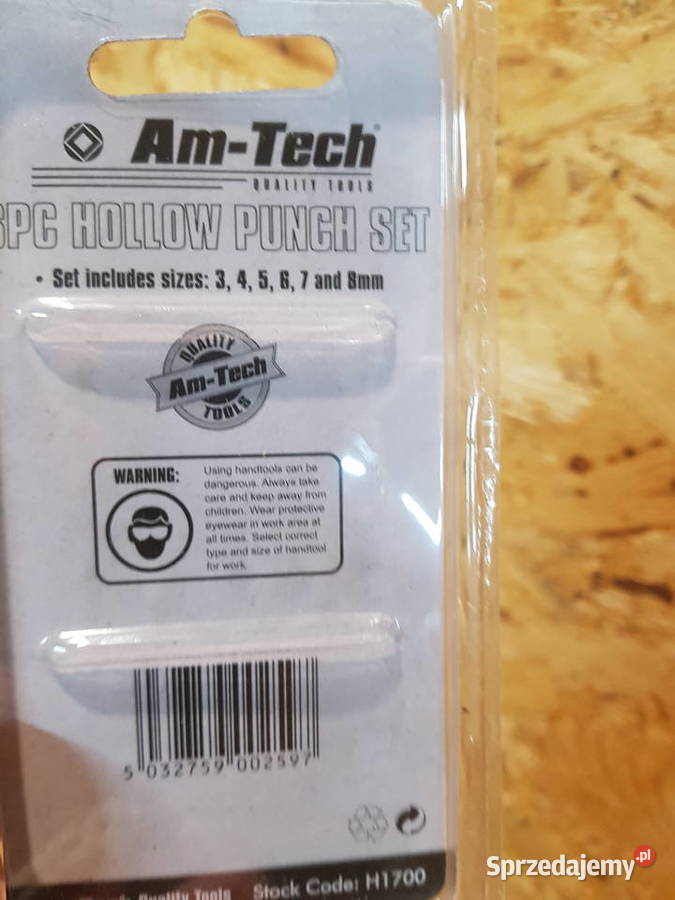 Am-Tech
QUALITY TOOLS
6PC HOLLOW PUNCH SET
• Set includes sizes: 3, 4, 5, 6, 7 and 8mm
QUALITY
Am-Tech
TOOLS
WARNING:
Using handtools can be
dangerous. Always take
care and keep away from
children. Wear protective
eyewear in work area at
all times. Select correct
type and size of handtool
for work.
5 032759 002597
Quality Tools
Stock Code: H1700
Sprzedajemy.pl